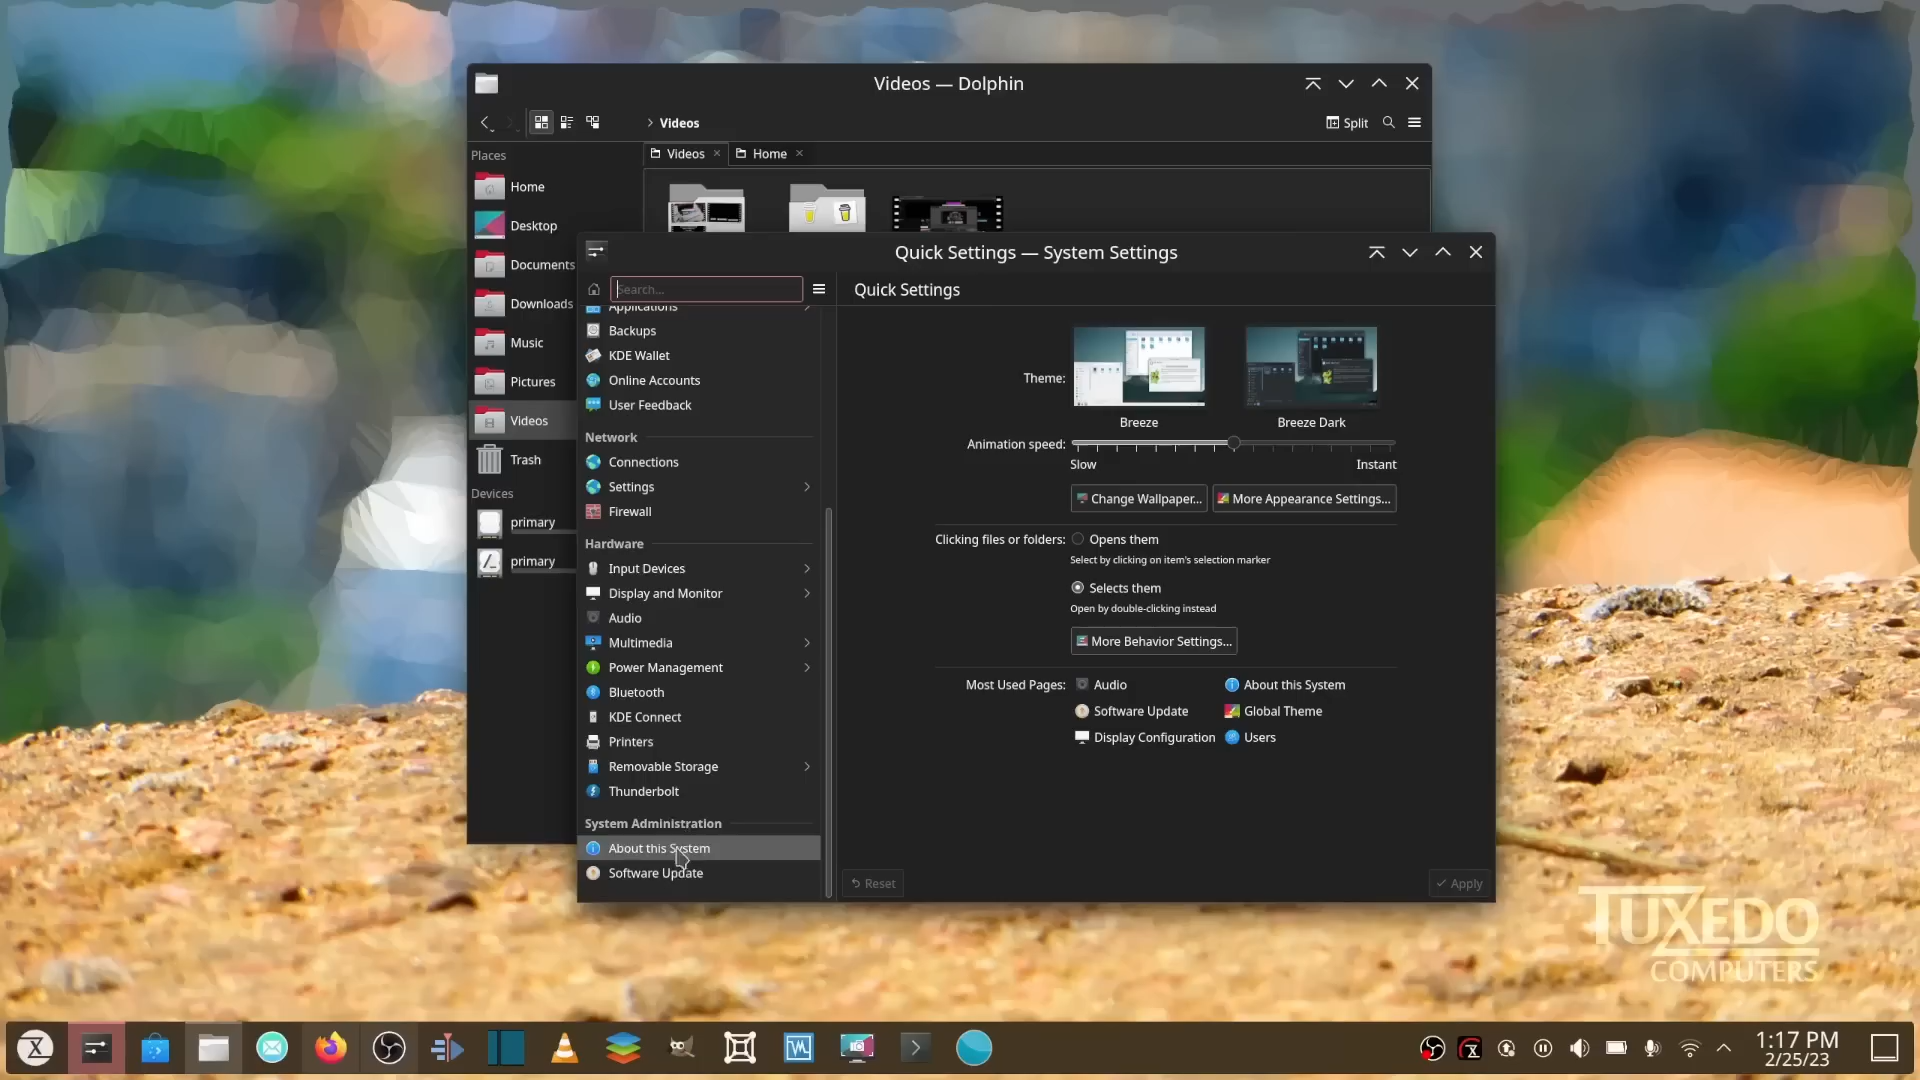 Videos — Dolphin
Videos
Split
Places
Videos
Home
Home
Desktop
Documents
Downloads
Music
Pictures
Videos
Trash
Devices
primary
primary
Quick Settings — System Settings
Search...
Quick Settings
Applications
Backups
KDE Wallet
Online Accounts
User Feedback
Network
Connections
Settings
Firewall
Hardware
Input Devices
Display and Monitor
Audio
Multimedia
Power Management
Bluetooth
KDE Connect
Printers
Removable Storage
Thunderbolt
System Administration
About this System
Software Update
Theme:
Breeze
Breeze Dark
Animation speed:
Slow
Instant
Change Wallpaper...
More Appearance Settings...
Clicking files or folders:
Opens them
Select by clicking on item's selection marker
Selects them
Open by double-clicking instead
More Behavior Settings...
Most Used Pages:
Audio
About this System
Software Update
Global Theme
Display Configuration
Users
Reset
Apply
TUXEDO
COMPUTERS
1:17 PM
2/25/23